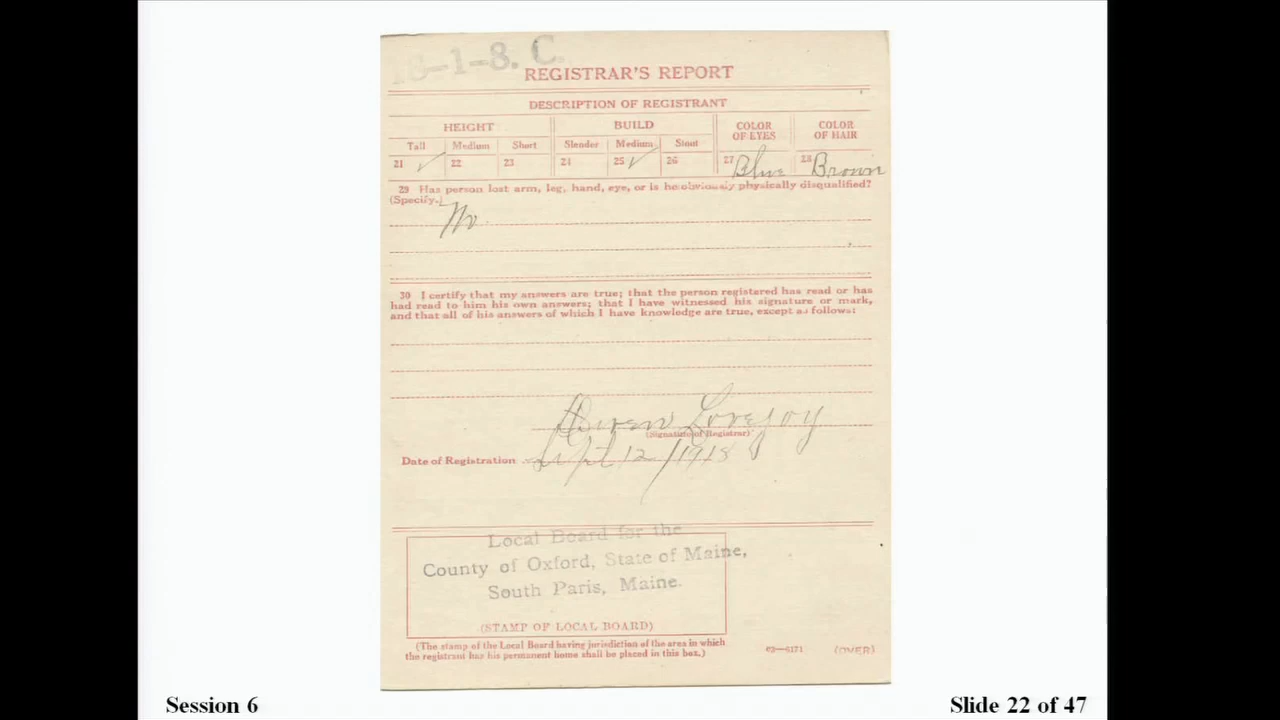 18-1-8. C.
REGISTRAR'S REPORT
DESCRIPTION OF REGISTRANT
HEIGHT BUILD COLOR OF EYES COLOR OF HAIR
Tall Medium Short Slender Medium Stout
21 ✓ 22 23 24 25 ✓ 26 27 Blue 28 Brown
29 Has person lost arm, leg, hand, eye, or is he obviously physically disqualified?
(Specify.) No
30 I certify that my answers are true; that the person registered has read or has
had read to him his own answers; that I have witnessed his signature or mark,
and that all of his answers of which I have knowledge are true, except as follows:
Owen Lovejoy
(Signature of Registrar)
Date of Registration Sept 12/1918
Local Board for the
County of Oxford, State of Maine,
South Paris, Maine.
(STAMP OF LOCAL BOARD)
(The stamp of the Local Board having jurisdiction of the area in which
the registrant has his permanent home shall be placed in this box.)
03—6171 (OVER)
Session 6
Slide 22 of 47